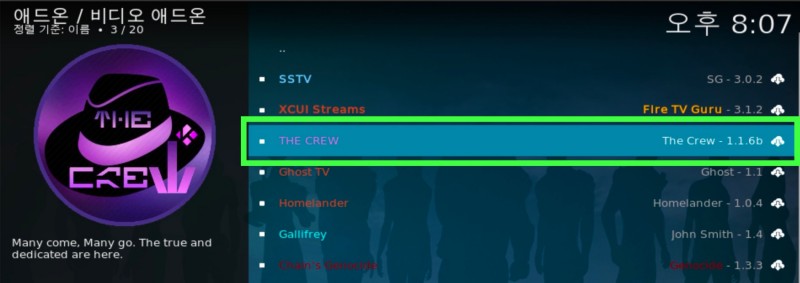 애드온 / 비디오 애드온
정렬 기준: 이름 • 3 / 20
오후 8:07
..
SSTV SG - 3.0.2
XCUI Streams Fire TV Guru - 3.1.2
THE CREW The Crew - 1.1.6b
Ghost TV Ghost - 1.1
Homelander Homelander - 1.0.4
Gallifrey John Smith - 1.4
- 1.3.3
THE
CREW
Many come, Many go. The true and
dedicated are here.